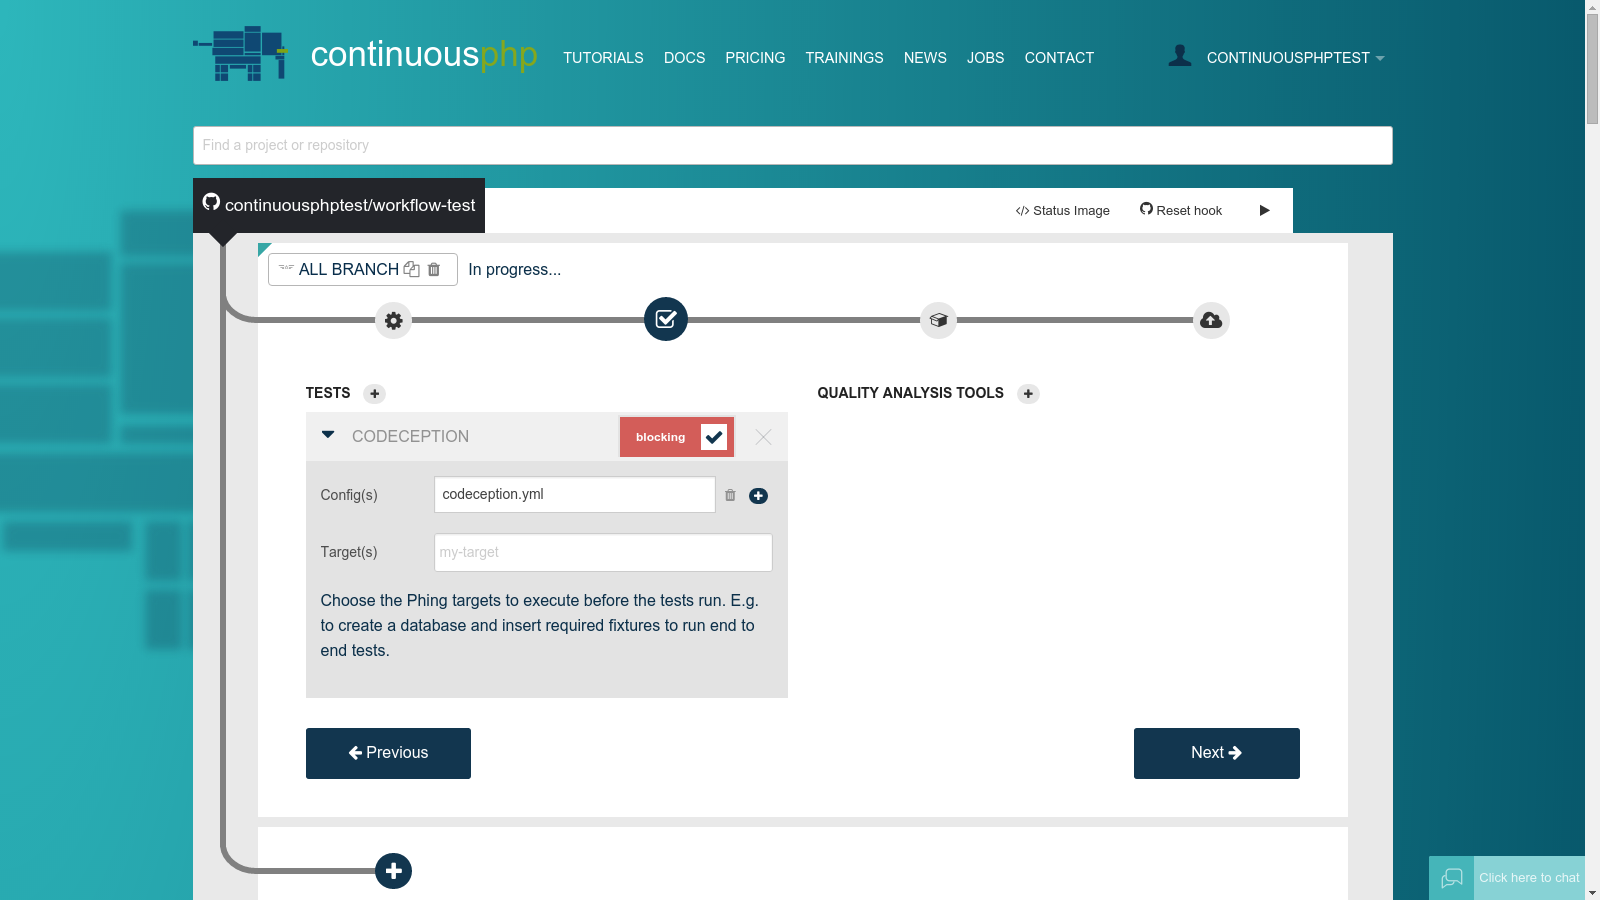 continuousphp
TUTORIALS DOCS PRICING TRAININGS NEWS JOBS CONTACT
CONTINUOUSPHPTEST
Find a project or repository
continuousphptest/workflow-test
</> Status Image
Reset hook
ALL BRANCH
In progress...
TESTS
QUALITY ANALYSIS TOOLS
CODECEPTION
blocking
Config(s)
codeception.yml
Target(s)
my-target
Choose the Phing targets to execute before the tests run. E.g.
to create a database and insert required fixtures to run end to
end tests.
Previous
Next
Click here to chat